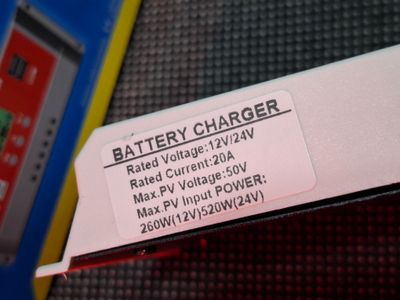 BATTERY CHARGER
Rated Voltage:12V/24V
Rated Current:20A
Max.PV Voltage:50V
Max.PV Input POWER:
260W(12V)520W(24V)